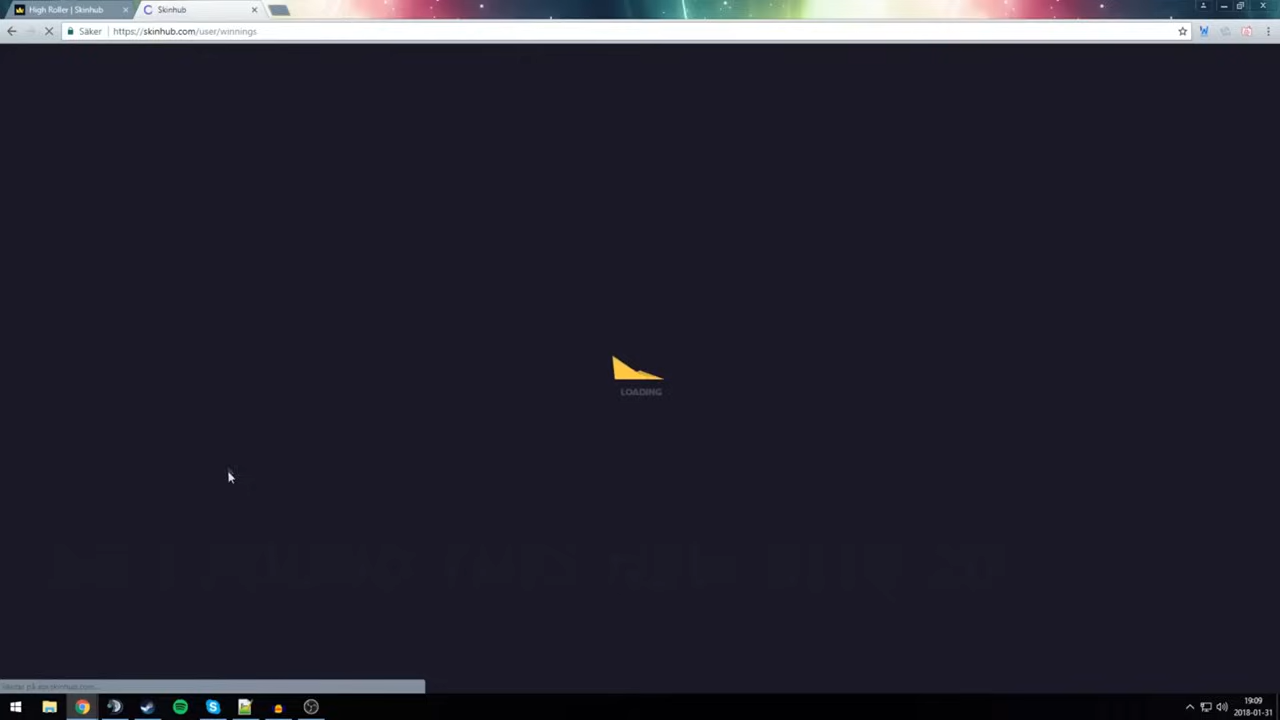 High Roller | Skinhub
Skinhub
Säker
https://skinhub.com/user/winnings
LOADING
19:09
2018-01-31